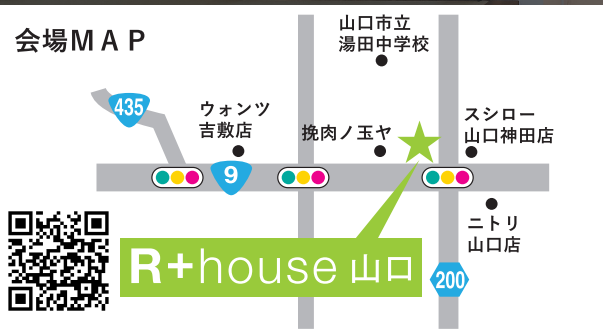 会場MAP
山口市立
湯田中学校
435
ウォンツ
吉敷店
挽肉ノ玉ヤ
スシロー
山口神田店
9
ニトリ
山口店
R+house 山口
200